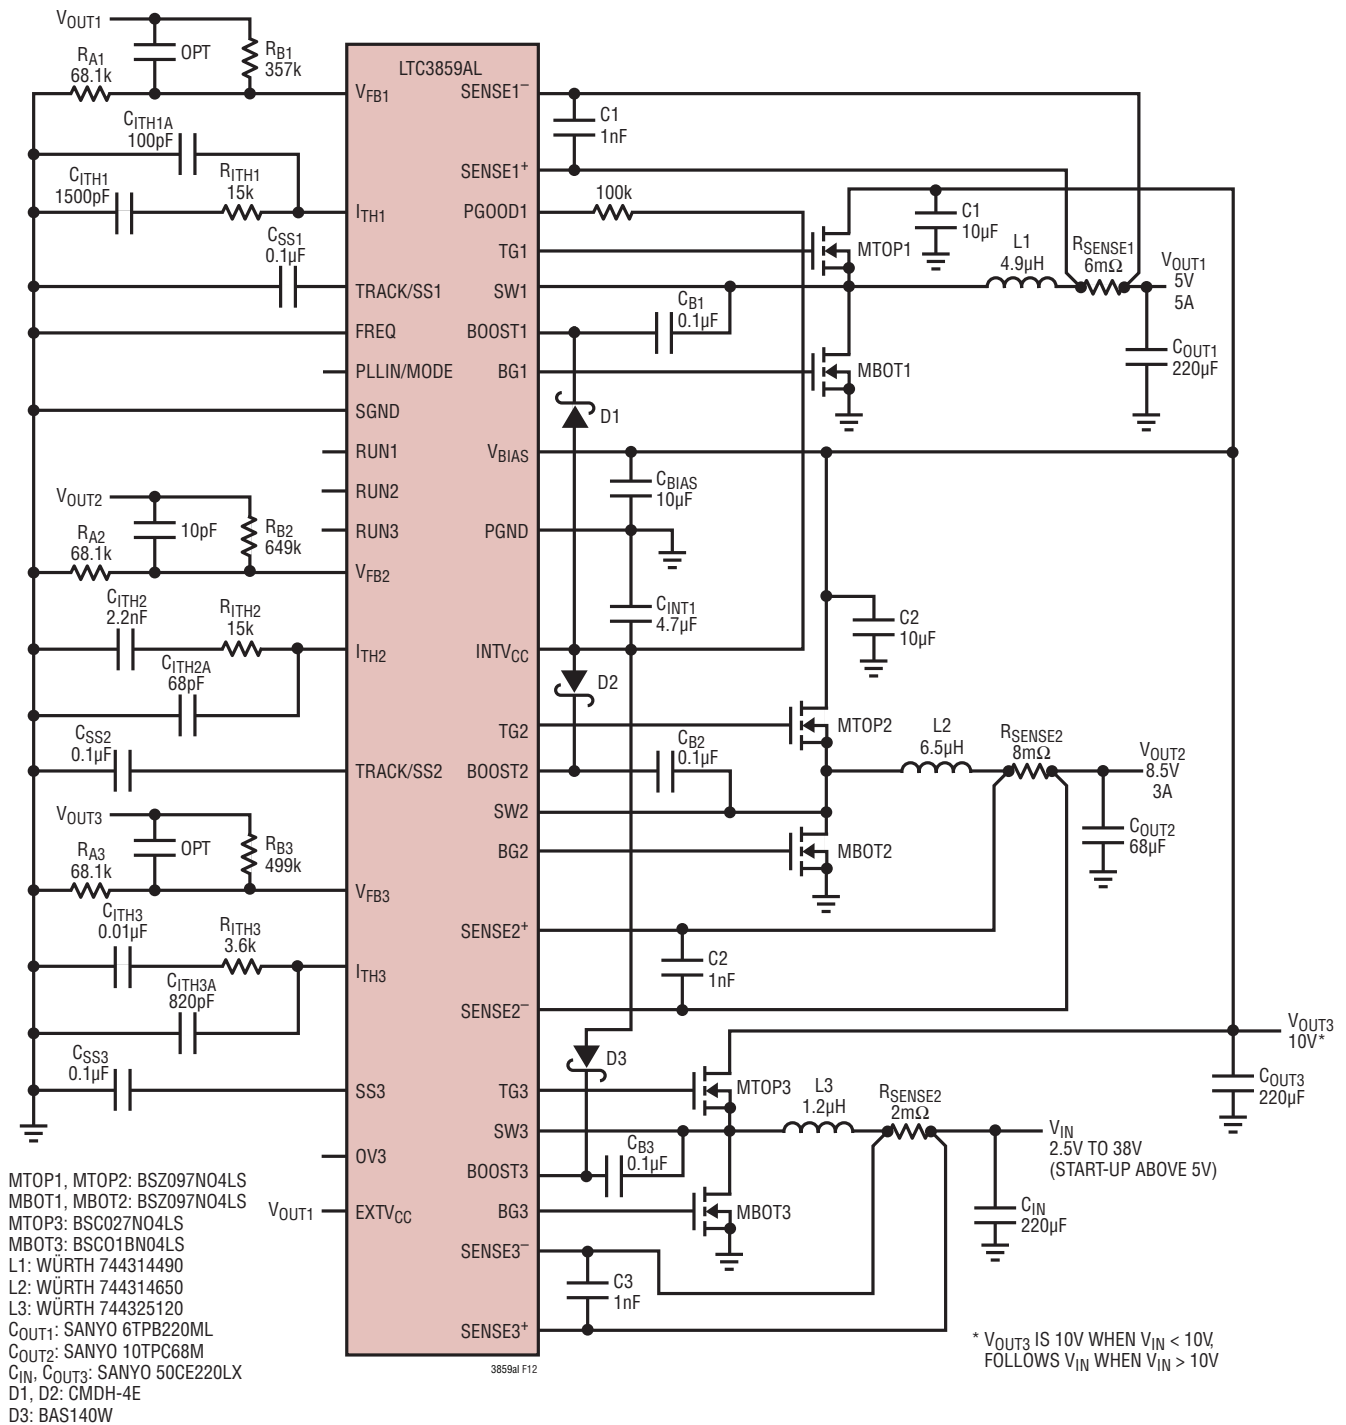 VOUT1
OPT
RB1
357k
RA1
68.1k
CITH1A
100pF
CITH1
1500pF
RITH1
15k
CSS1
0.1µF
VOUT2
10pF
RB2
649k
RA2
68.1k
CITH2
2.2nF
RITH2
15k
CITH2A
68pF
CSS2
0.1µF
VOUT3
OPT
RB3
499k
RA3
68.1k
CITH3
0.01µF
RITH3
3.6k
CITH3A
820pF
CSS3
0.1µF
VOUT1
LTC3859AL
VFB1
ITH1
TRACK/SS1
FREQ
PLLIN/MODE
SGND
RUN1
RUN2
RUN3
VFB2
ITH2
TRACK/SS2
VFB3
ITH3
SS3
OV3
EXTVCC
SENSE1–
SENSE1+
PGOOD1
TG1
SW1
BOOST1
BG1
VBIAS
PGND
INTVCC
TG2
BOOST2
SW2
BG2
SENSE2+
SENSE2–
TG3
SW3
BOOST3
BG3
SENSE3–
SENSE3+
C1
1nF
100k
MTOP1
C1
10µF
L1
4.9µH
RSENSE1
6mΩ
VOUT1
5V
5A
CB1
0.1µF
MBOT1
COUT1
220µF
D1
CBIAS
10µF
CINT1
4.7µF
C2
10µF
D2
MTOP2
L2
6.5µH
RSENSE2
8mΩ
VOUT2
8.5V
3A
CB2
0.1µF
MBOT2
COUT2
68µF
C2
1nF
VOUT3
10V*
D3
MTOP3
L3
1.2µH
RSENSE2
2mΩ
COUT3
220µF
VIN
2.5V TO 38V
(START-UP ABOVE 5V)
CB3
0.1µF
MBOT3
CIN
220µF
C3
1nF
MTOP1, MTOP2: BSZ097NO4LS
MBOT1, MBOT2: BSZ097NO4LS
MTOP3: BSC027NO4LS
MBOT3: BSCO1BN04LS
L1: WÜRTH 744314490
L2: WÜRTH 744314650
L3: WÜRTH 744325120
COUT1: SANYO 6TPB220ML
COUT2: SANYO 10TPC68M
CIN, COUT3: SANYO 50CE220LX
D1, D2: CMDH-4E
D3: BAS140W
3859al F12
* VOUT3 IS 10V WHEN VIN < 10V,
FOLLOWS VIN WHEN VIN > 10V